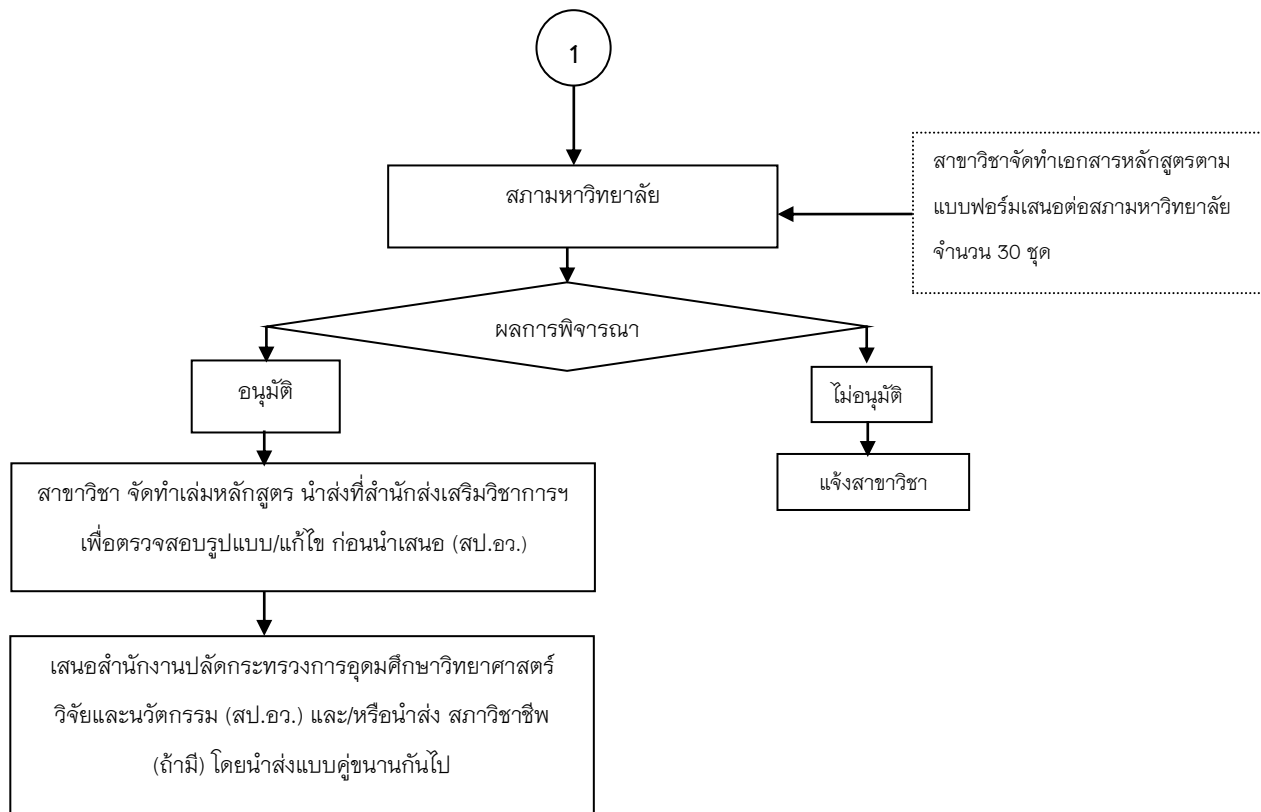 1
สภามหาวิทยาลัย
สาขาวิชาจัดทำเอกสารหลักสูตรตาม
แบบฟอร์มเสนอต่อสภามหาวิทยาลัย
จำนวน 30 ชุด
ผลการพิจารณา
อนุมัติ
ไม่อนุมัติ
สาขาวิชา จัดทำเล่มหลักสูตร นำส่งที่สำนักส่งเสริมวิชาการฯ
เพื่อตรวจสอบรูปแบบ/แก้ไข ก่อนนำเสนอ (สป.อว.)
แจ้งสาขาวิชา
เสนอสำนักงานปลัดกระทรวงการอุดมศึกษาวิทยาศาสตร์
วิจัยและนวัตกรรม (สป.อว.) และ/หรือนำส่ง สภาวิชาชีพ
(ถ้ามี) โดยนำส่งแบบคู่ขนานกันไป